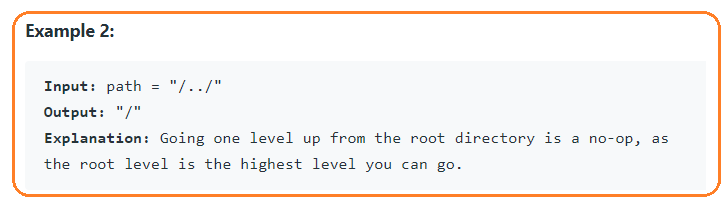 Example 2:
Input: path = "/../"
Output: "/"
Explanation: Going one level up from the root directory is a no-op, as
the root level is the highest level you can go.